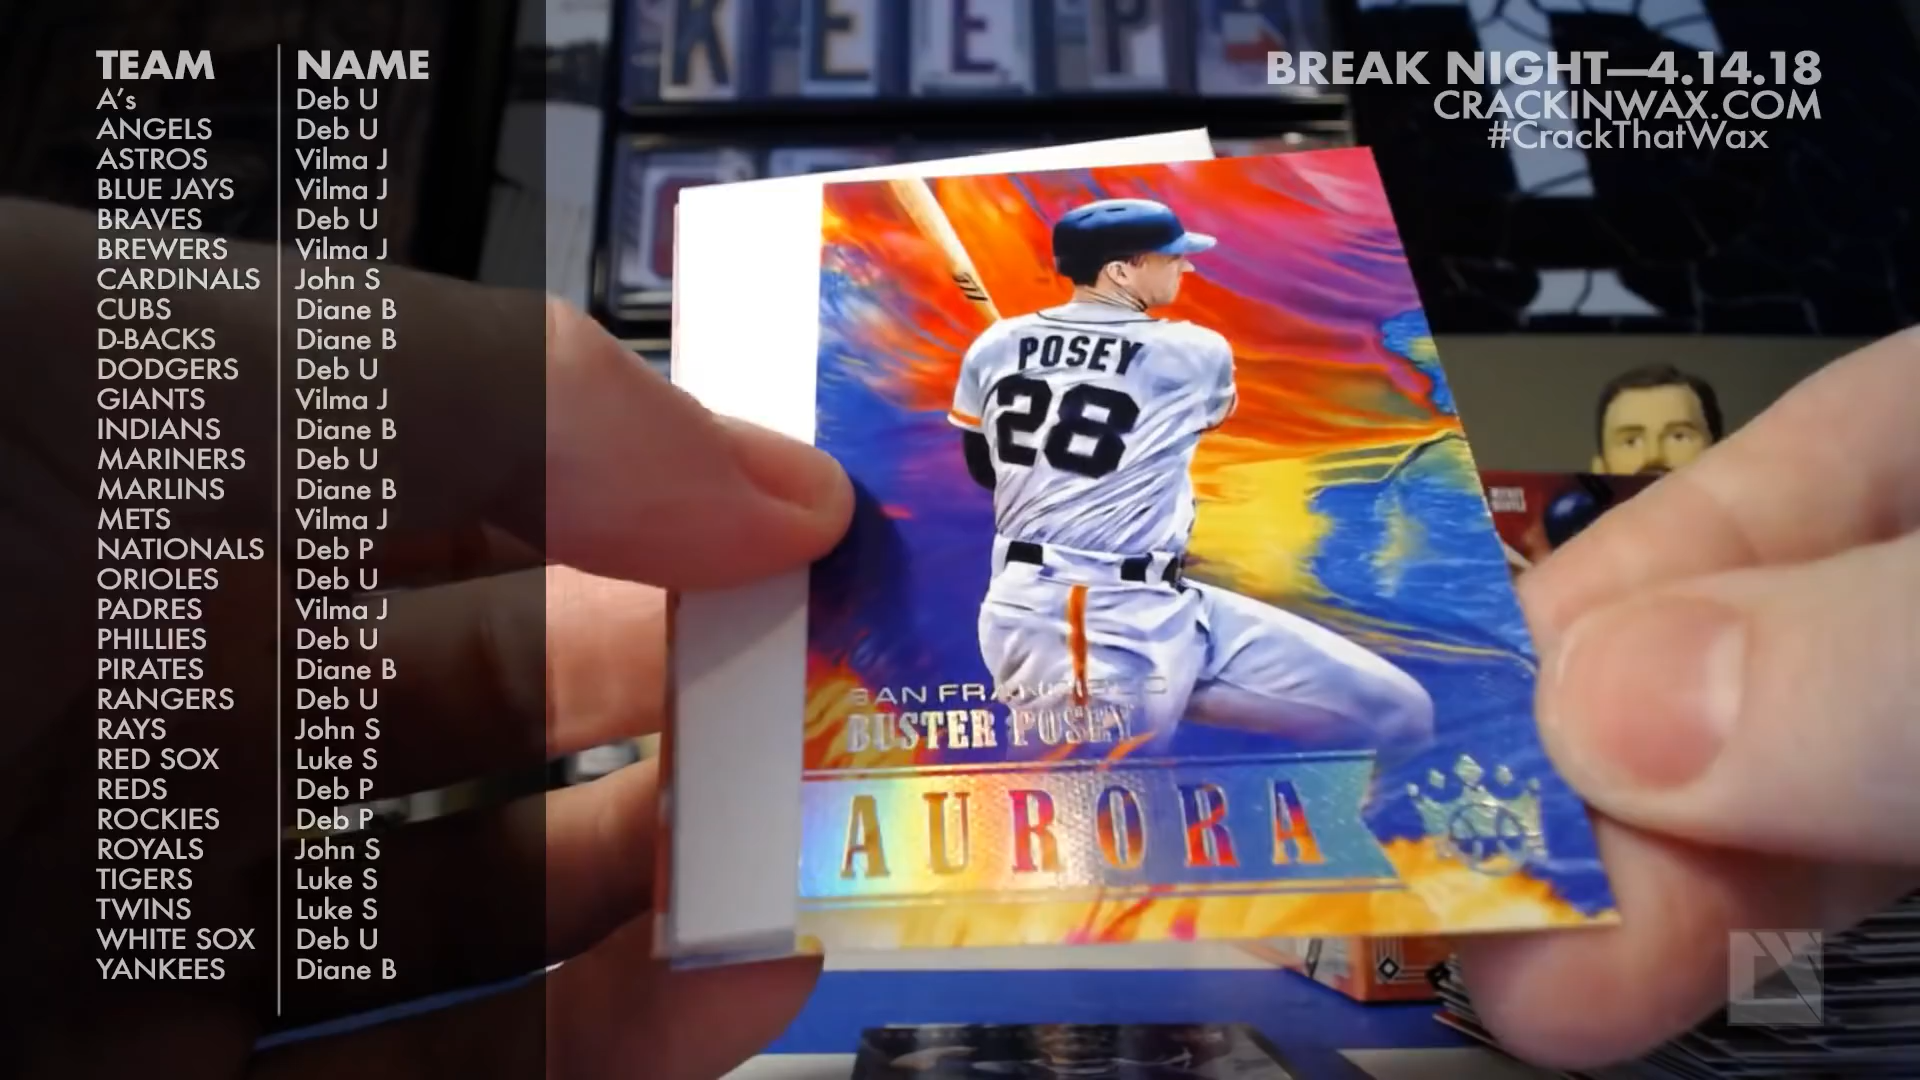 TEAM NAME
A's Deb U
ANGELS Deb U
ASTROS Vilma J
BLUE JAYS Vilma J
BRAVES Deb U
BREWERS Vilma J
CARDINALS John S
CUBS Diane B
D-BACKS Diane B
DODGERS Deb U
GIANTS Vilma J
INDIANS Diane B
MARINERS Deb U
MARLINS Diane B
METS Vilma J
NATIONALS Deb P
ORIOLES Deb U
PADRES Vilma J
PHILLIES Deb U
PIRATES Diane B
RANGERS Deb U
RAYS John S
RED SOX Luke S
REDS Deb P
ROCKIES Deb P
ROYALS John S
TIGERS Luke S
TWINS Luke S
WHITE SOX Deb U
YANKEES Diane B
BREAK NIGHT—4.14.18
CRACKINWAX.COM
#CrackThatWax
KEEP
POSEY
28
SAN FRANCISCO
BUSTER POSEY
AURORA